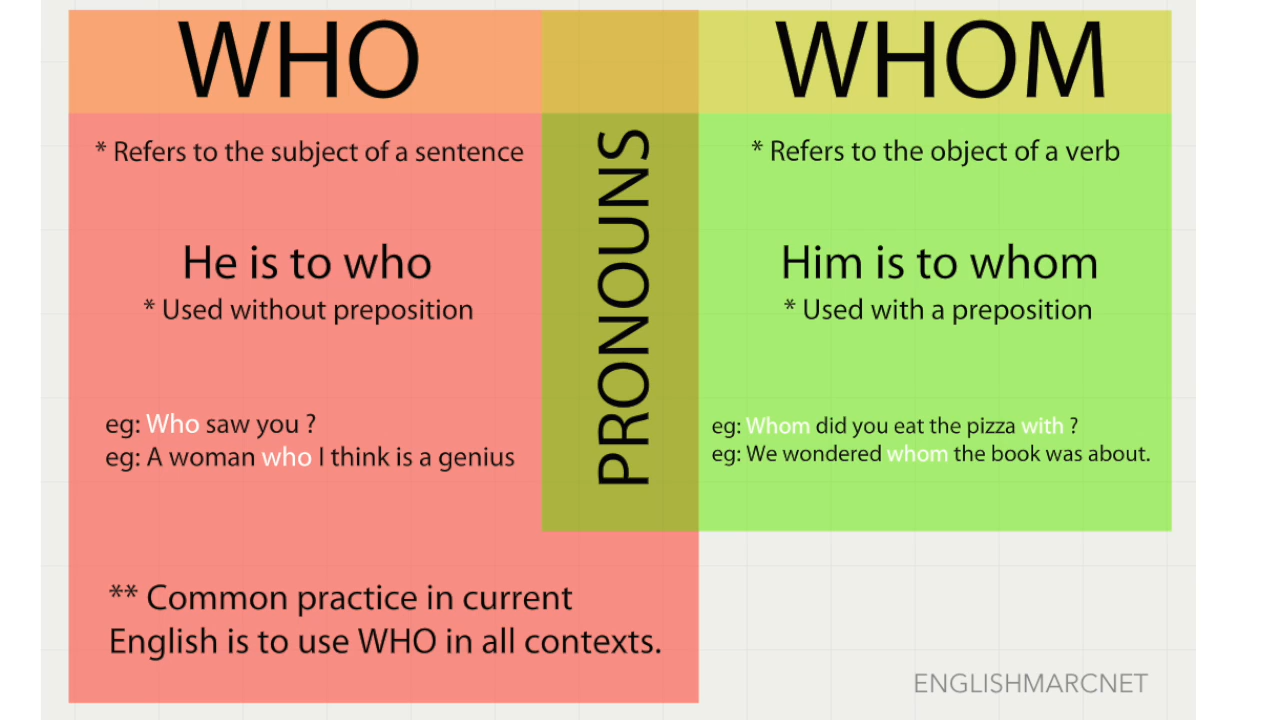 WHO
* Refers to the subject of a sentence
He is to who
* Used without preposition
eg: Who saw you ?
eg: A woman who I think is a genius
** Common practice in current
English is to use WHO in all contexts.
PRONOUNS
WHOM
* Refers to the object of a verb
Him is to whom
* Used with a preposition
eg: Whom did you eat the pizza with ?
eg: We wondered whom the book was about.
ENGLISHMARCNET